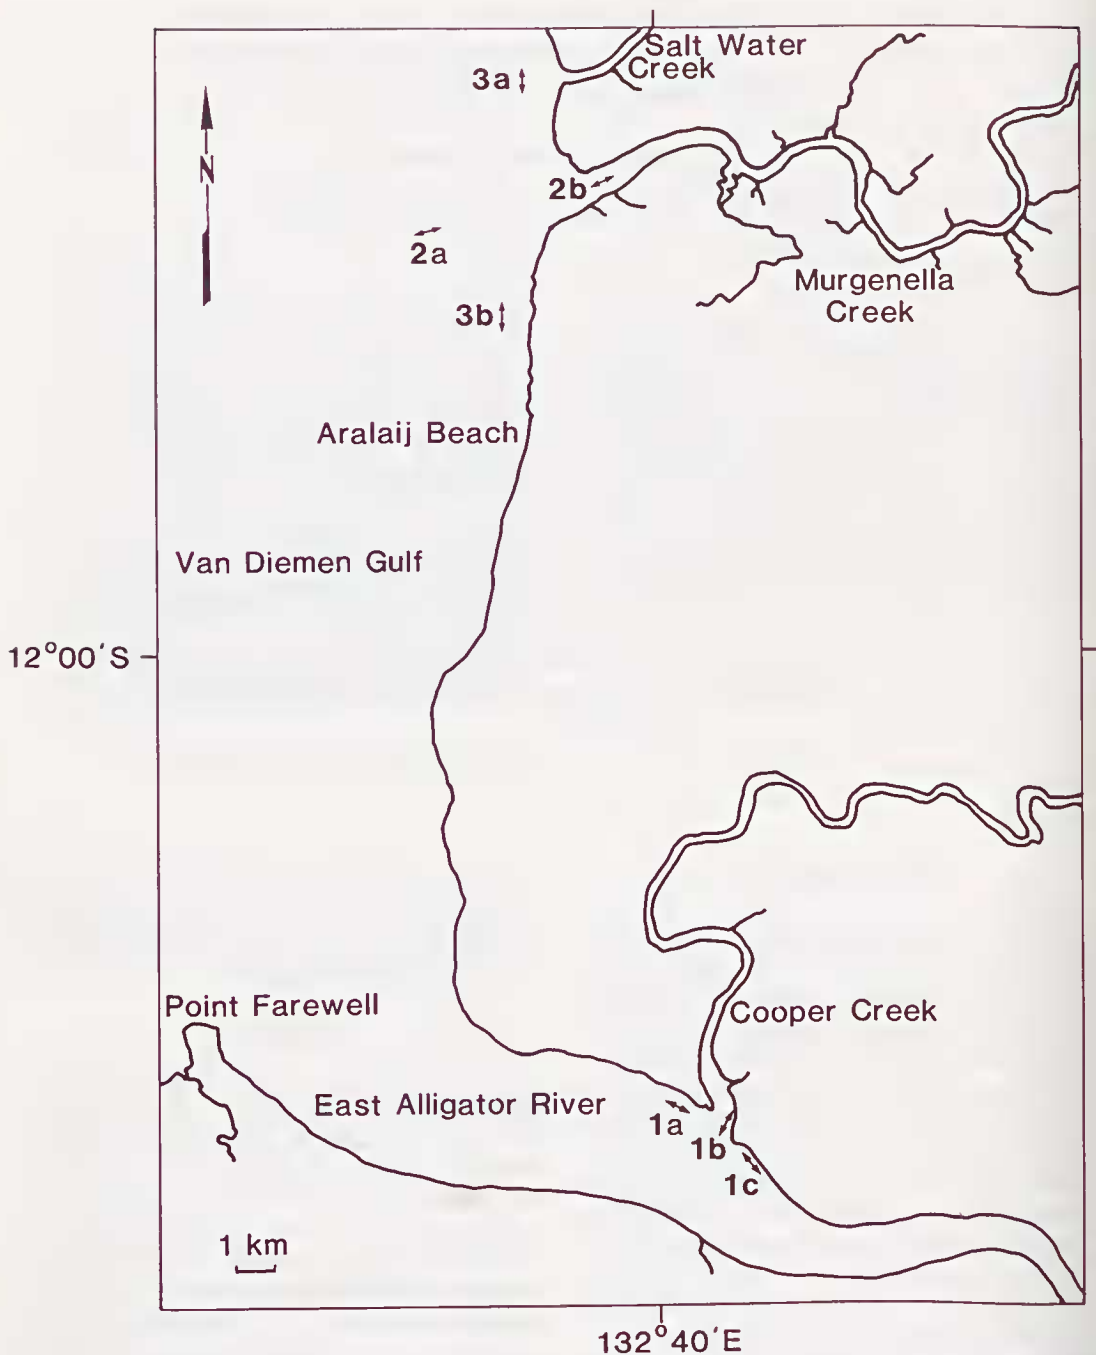 Salt Water
Creek
3a
N
2b
2a
Murgenella
Creek
3b
Aralaij Beach
Van Diemen Gulf
12°00'S
Point Farewell
Cooper Creek
East Alligator River
1a
1b
1c
1 km
132°40'E